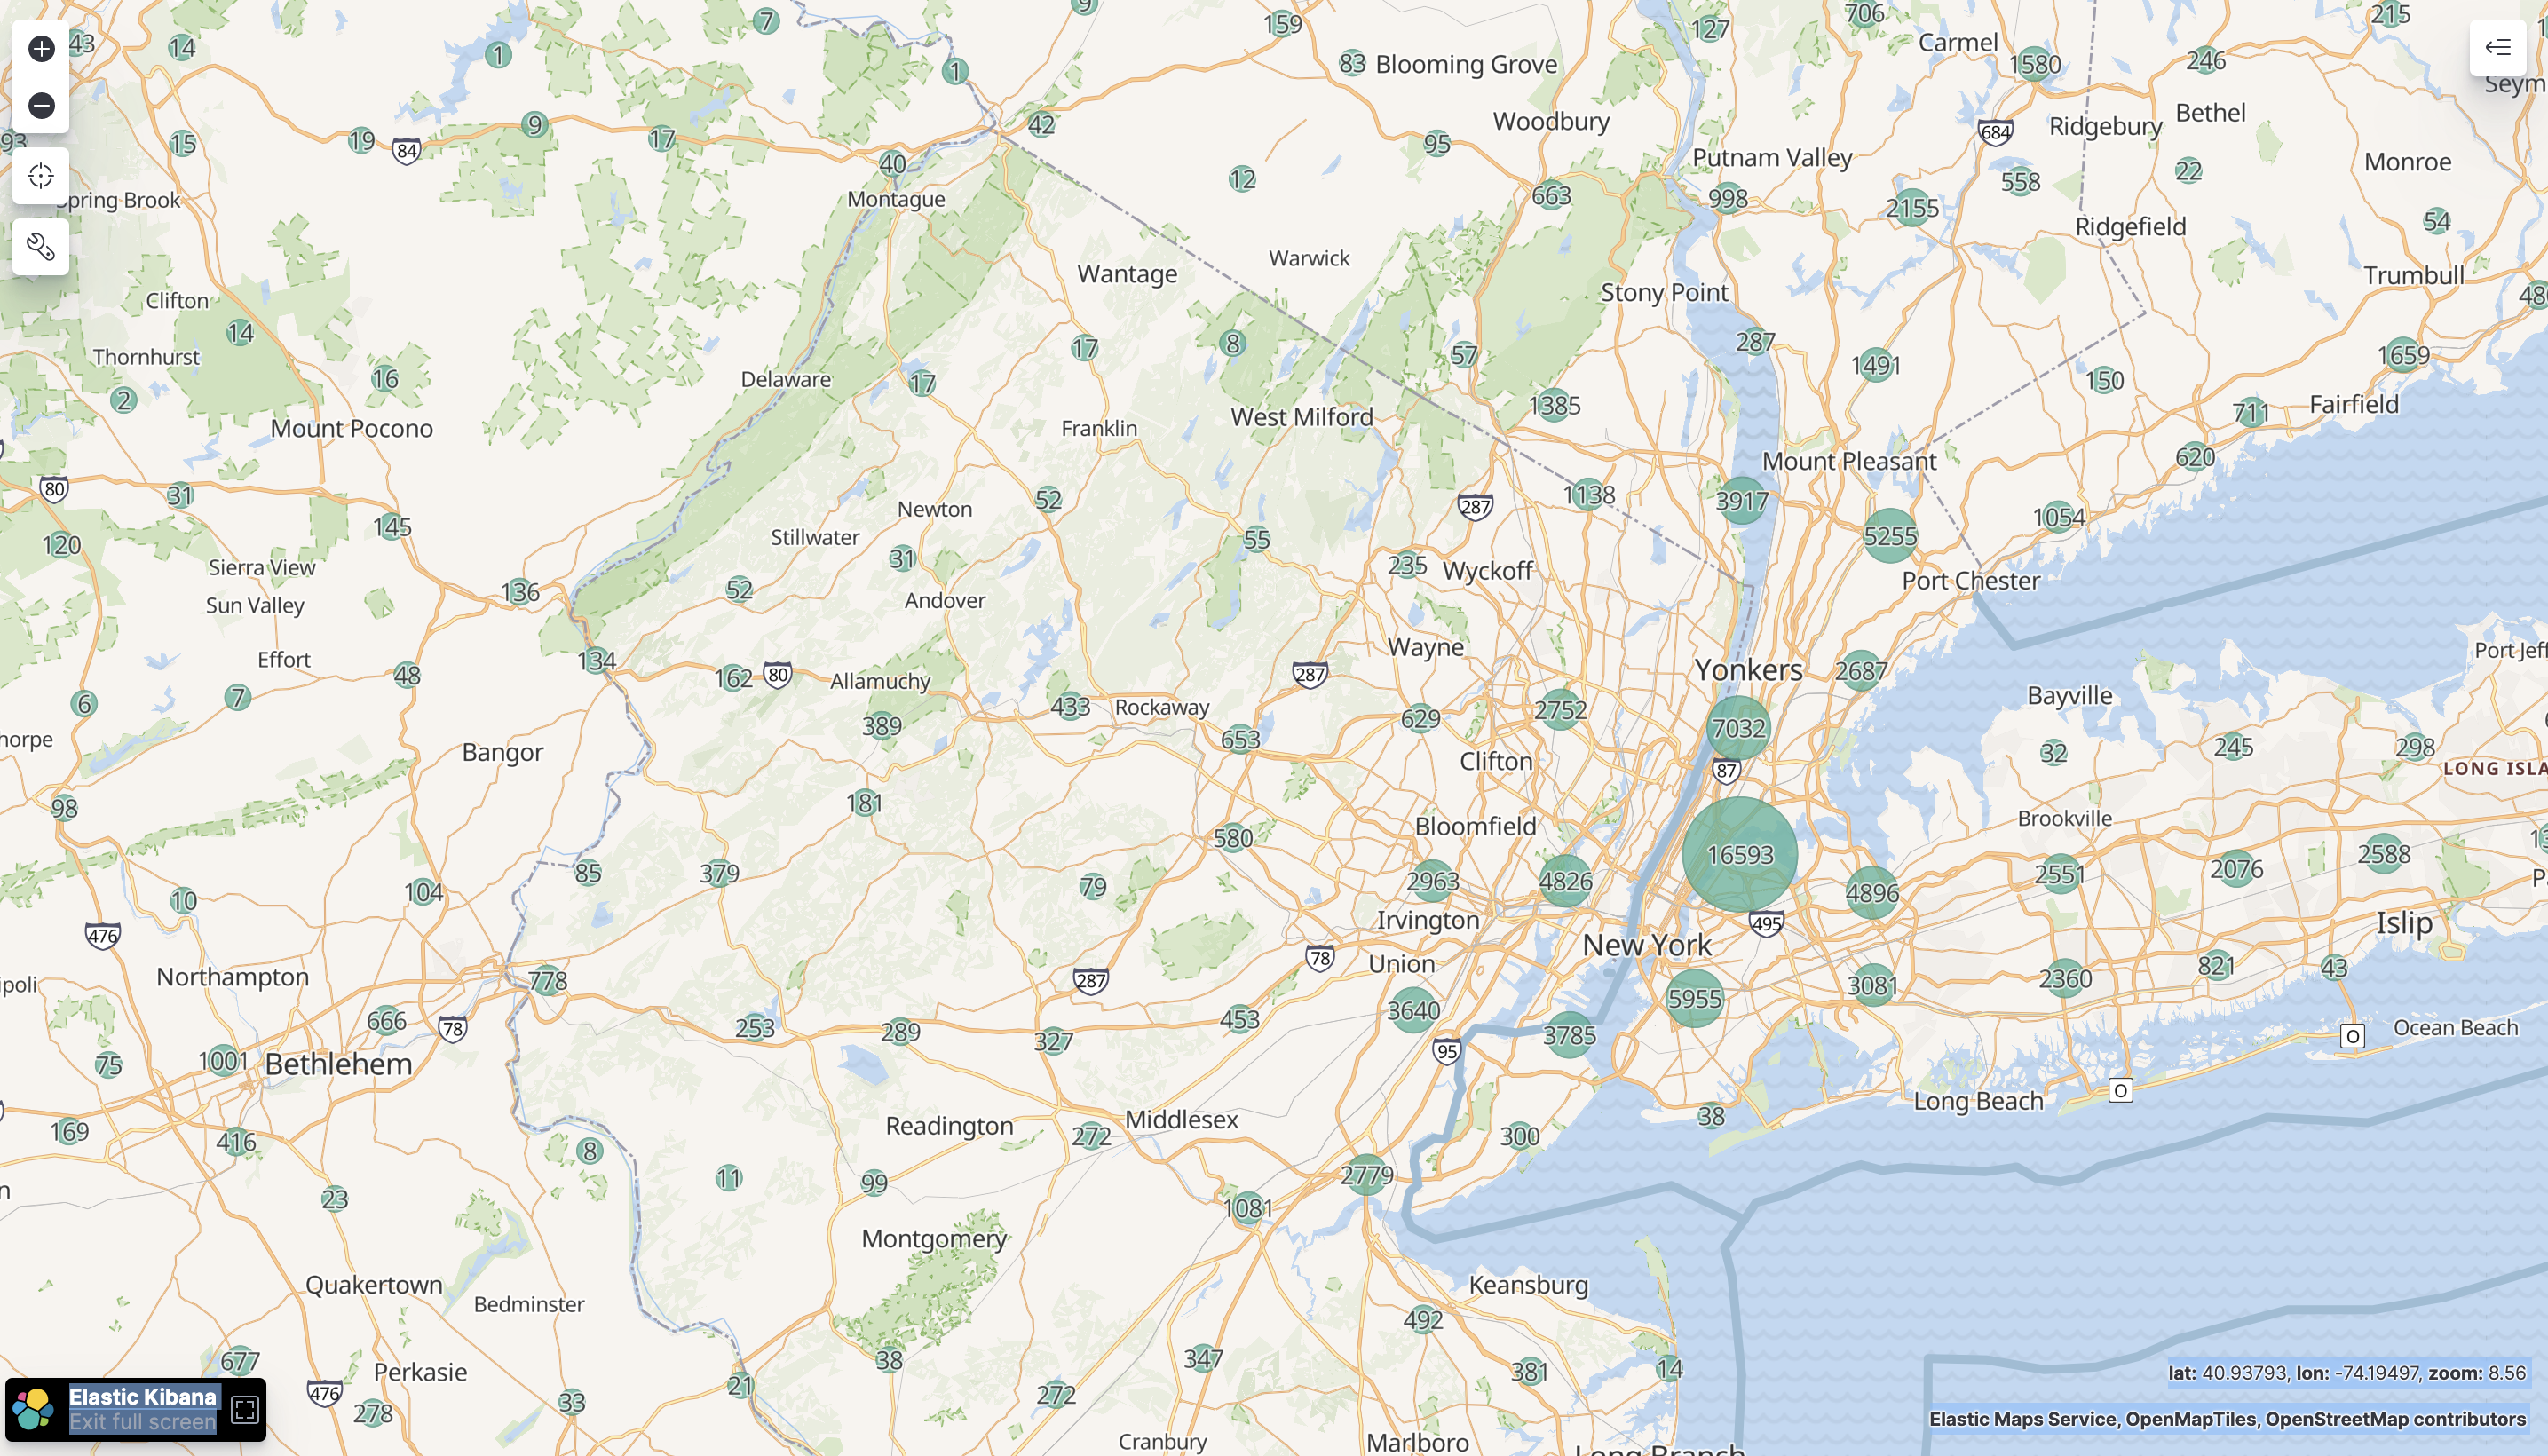 9
7
159
127
706
215
43
14
1
1
83 Blooming Grove
Carmel
1580
246
Seym
Woodbury
Bethel
Ridgebury
684
93
15
19
84
9
17
42
40
95
12
Putnam Valley
Monroe
22
558
Spring Brook
Montague
663
998
2155
54
Ridgefield
Warwick
Wantage
Trumbull
Stony Point
Clifton
14
8
287
Thornhurst
17
57
1491
1659
16
Delaware
17
150
2
1385
Fairfield
711
West Milford
Mount Pocono
Franklin
620
Mount Pleasant
80
31
52
1138
3917
Newton
287
1054
145
Stillwater
55
5255
120
31
235
Wyckoff
Sierra View
Port Chester
136
52
Sun Valley
Andover
Wayne
Port Jeff
Effort
134
48
162
80
Allamuchy
287
Yonkers
2687
6
7
433
Rockaway
2752
Bayville
389
629
7032
horpe
Bangor
653
32
245
298
Clifton
87
LONG ISLA
98
181
Brookville
Bloomfield
580
16593
85
379
2963
4826
4896
2551
2076
2588
104
79
10
Irvington
495
Islip
476
New York
78
Union
Northampton
778
287
821
43
2360
3081
ipoli
5955
3640
666
78
253
289
327
453
3785
Ocean Beach
O
75
1001
Bethlehem
95
O
Long Beach
38
Readington
Middlesex
169
416
272
300
8
11
99
2779
23
1081
Montgomery
Quakertown
Keansburg
Bedminster
492
677
Perkasie
38
347
381
14
lat: 40.93793, lon: -74.19497, zoom: 8.56
21
476
272
278
33
Elastic Kibana
Exit full screen
Elastic Maps Service, OpenMapTiles, OpenStreetMap contributors
Cranbury
Marlboro
Long Branch